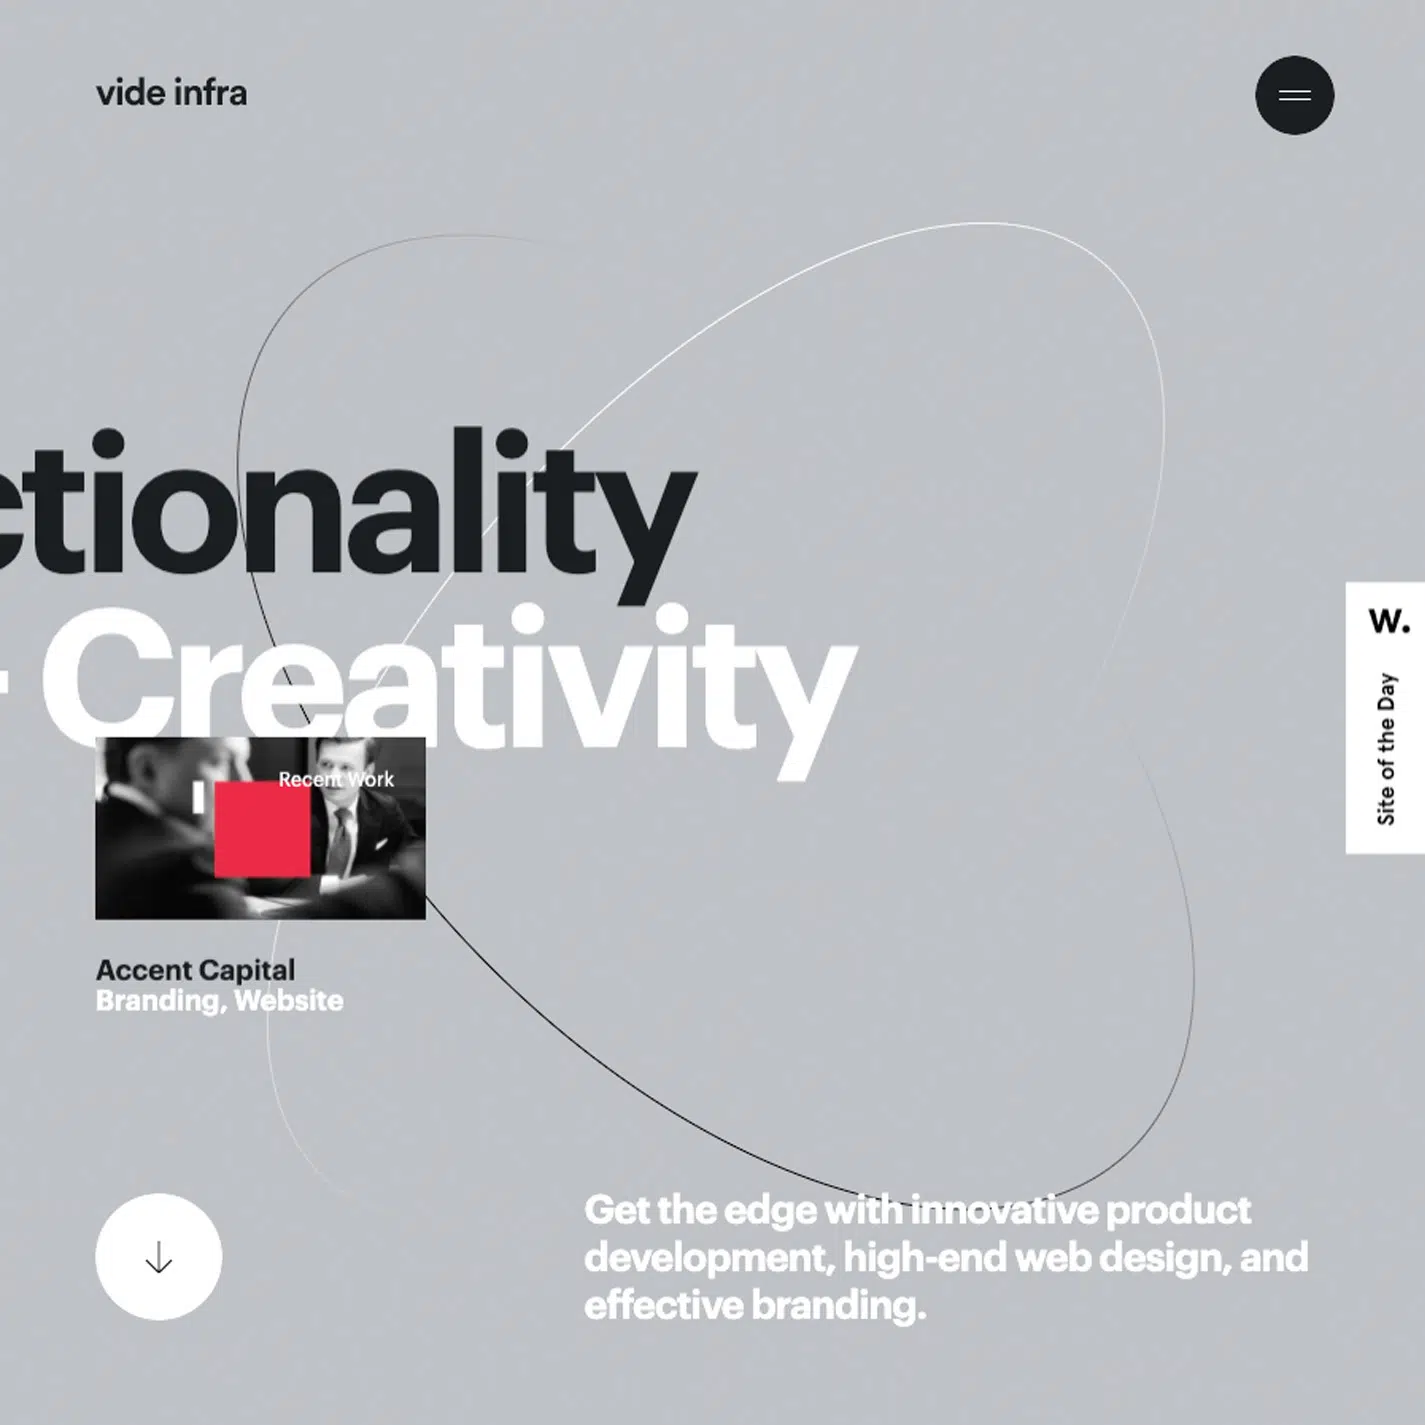 vide infra
ctionality
Creativity
W.
Site of the Day
Recent Work
Accent Capital
Branding, Website
Get the edge with innovative product
development, high-end web design, and
effective branding.